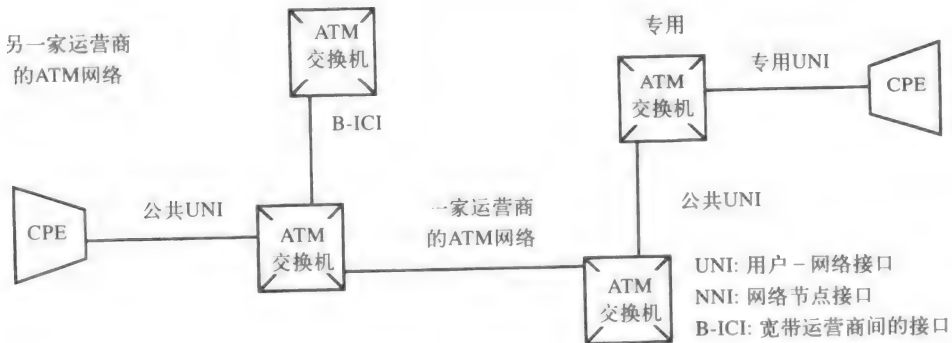 另一家运营商
的ATM网络
ATM
交换机
专用
ATM
交换机
专用UNI
CPE
B-ICI
CPE
公共UNI
ATM
交换机
一家运营商
的ATM网络
公共UNI
ATM
交换机
UNI: 用户－网络接口
NNI: 网络节点接口
B-ICI: 宽带运营商间的接口